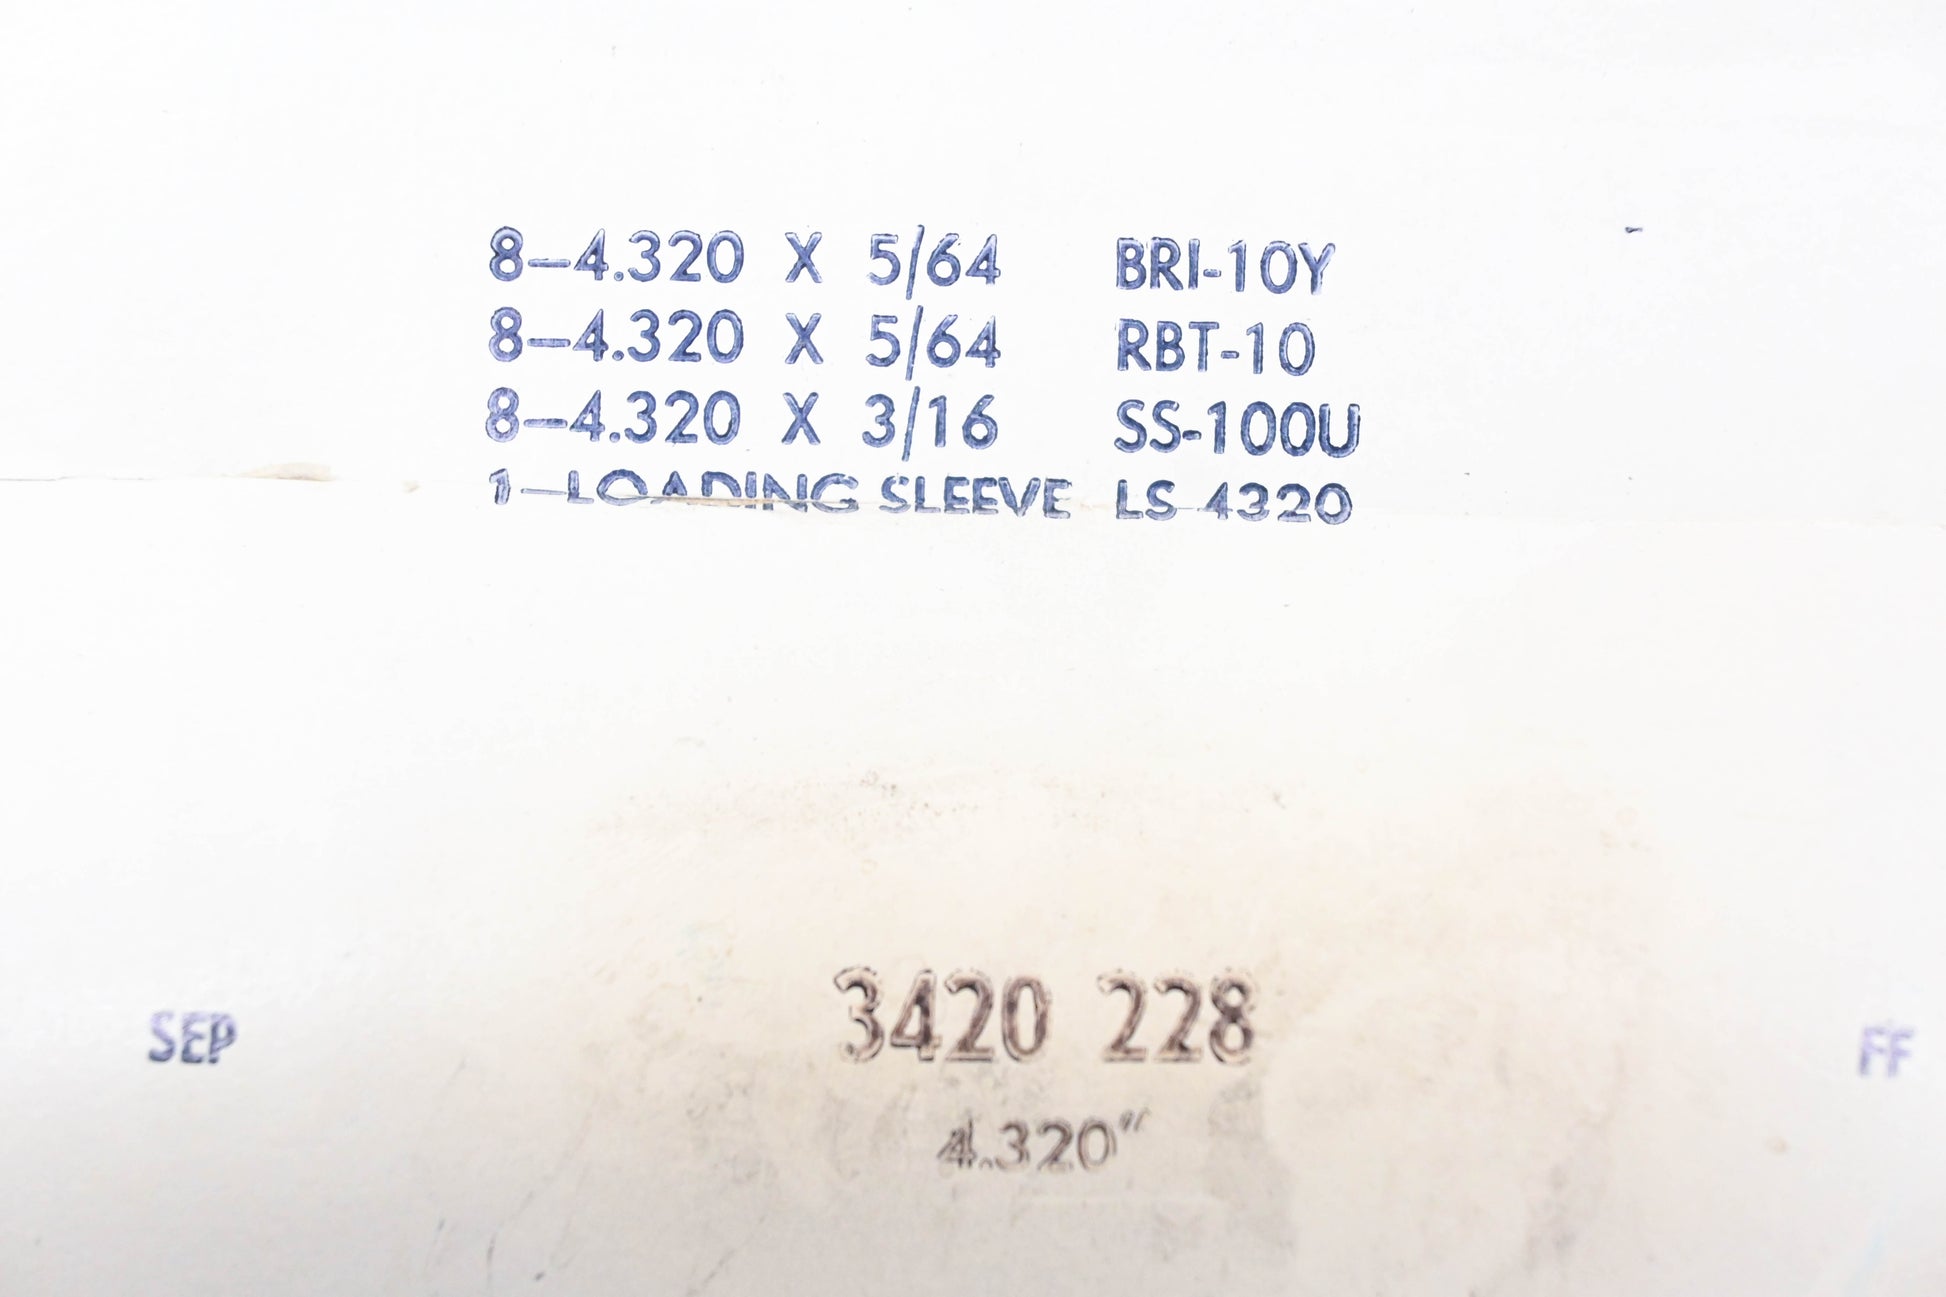 8–4.320 X 5/64 BRI-10Y
8–4.320 X 5/64 RBT-10
8–4.320 X 3/16 SS-100U
1–LOADING SLEEVE LS-4320
SEP 3420 228 FF
4.320"